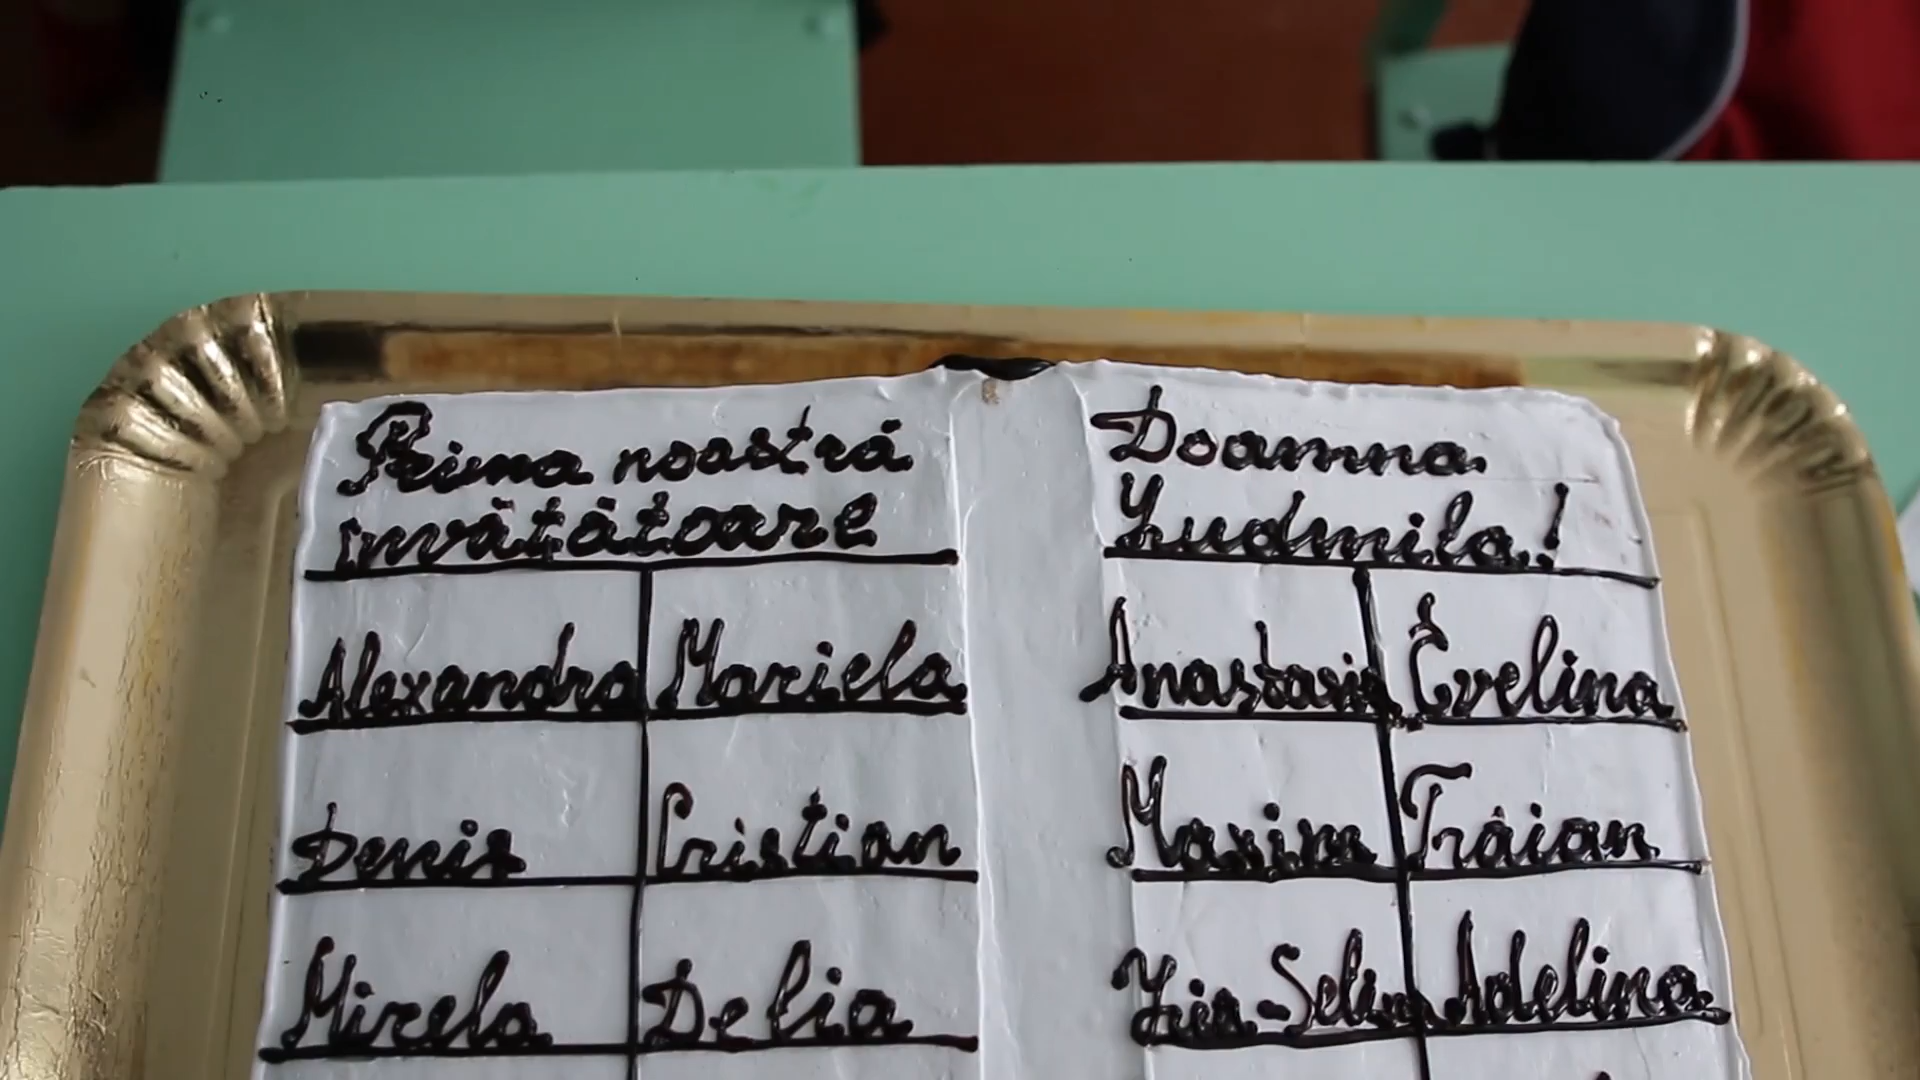 Prima noastră
învățătoare
Alexandra Mariela
Denis Cristian
Mirela Delia
Doamna
Ludmila!
Anastasia Evelina
Maxim Traian
Adelina